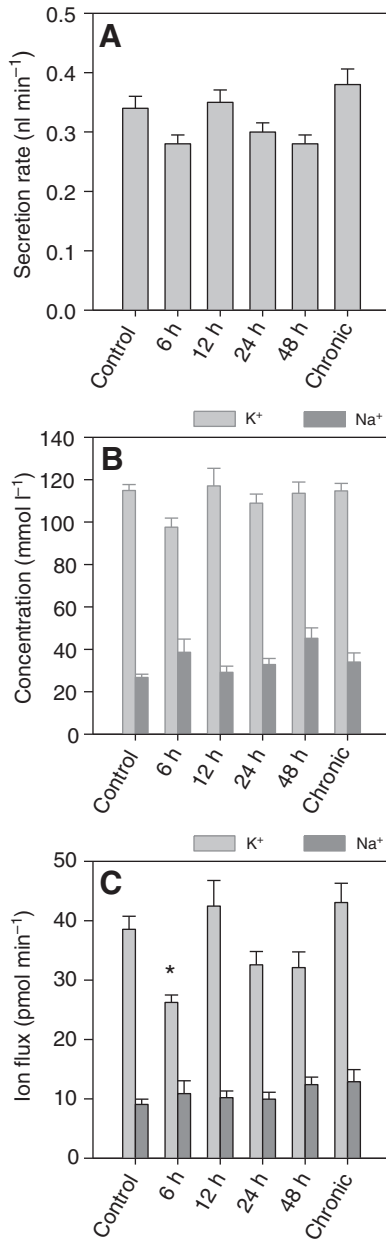 A
Secretion rate (nl min⁻¹)
0.5
0.4
0.3
0.2
0.1
0.0
Control
6 h
12 h
24 h
48 h
Chronic
K⁺ Na⁺
B
Concentration (mmol l⁻¹)
140
120
100
80
60
40
20
0
Control
6 h
12 h
24 h
48 h
Chronic
K⁺ Na⁺
C
Ion flux (pmol min⁻¹)
50
40
30
20
10
0
*
Control
6 h
12 h
24 h
48 h
Chronic